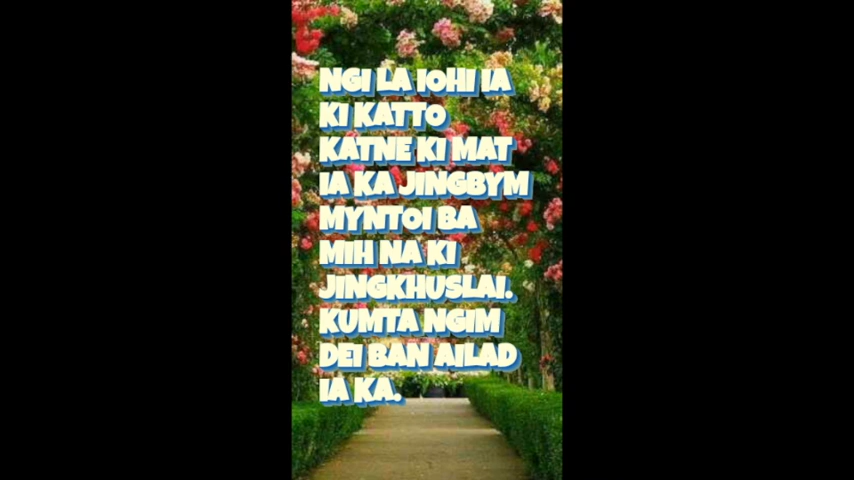 NGI LA IOHI IA
KI KATTO
KATNE KI MAT
IA KA JINGBYM
MYNTOI BA
MIH NA KI
JINGKHUSLAI.
KUMTA NGIM
DEI BAN AILAD
IA KA.